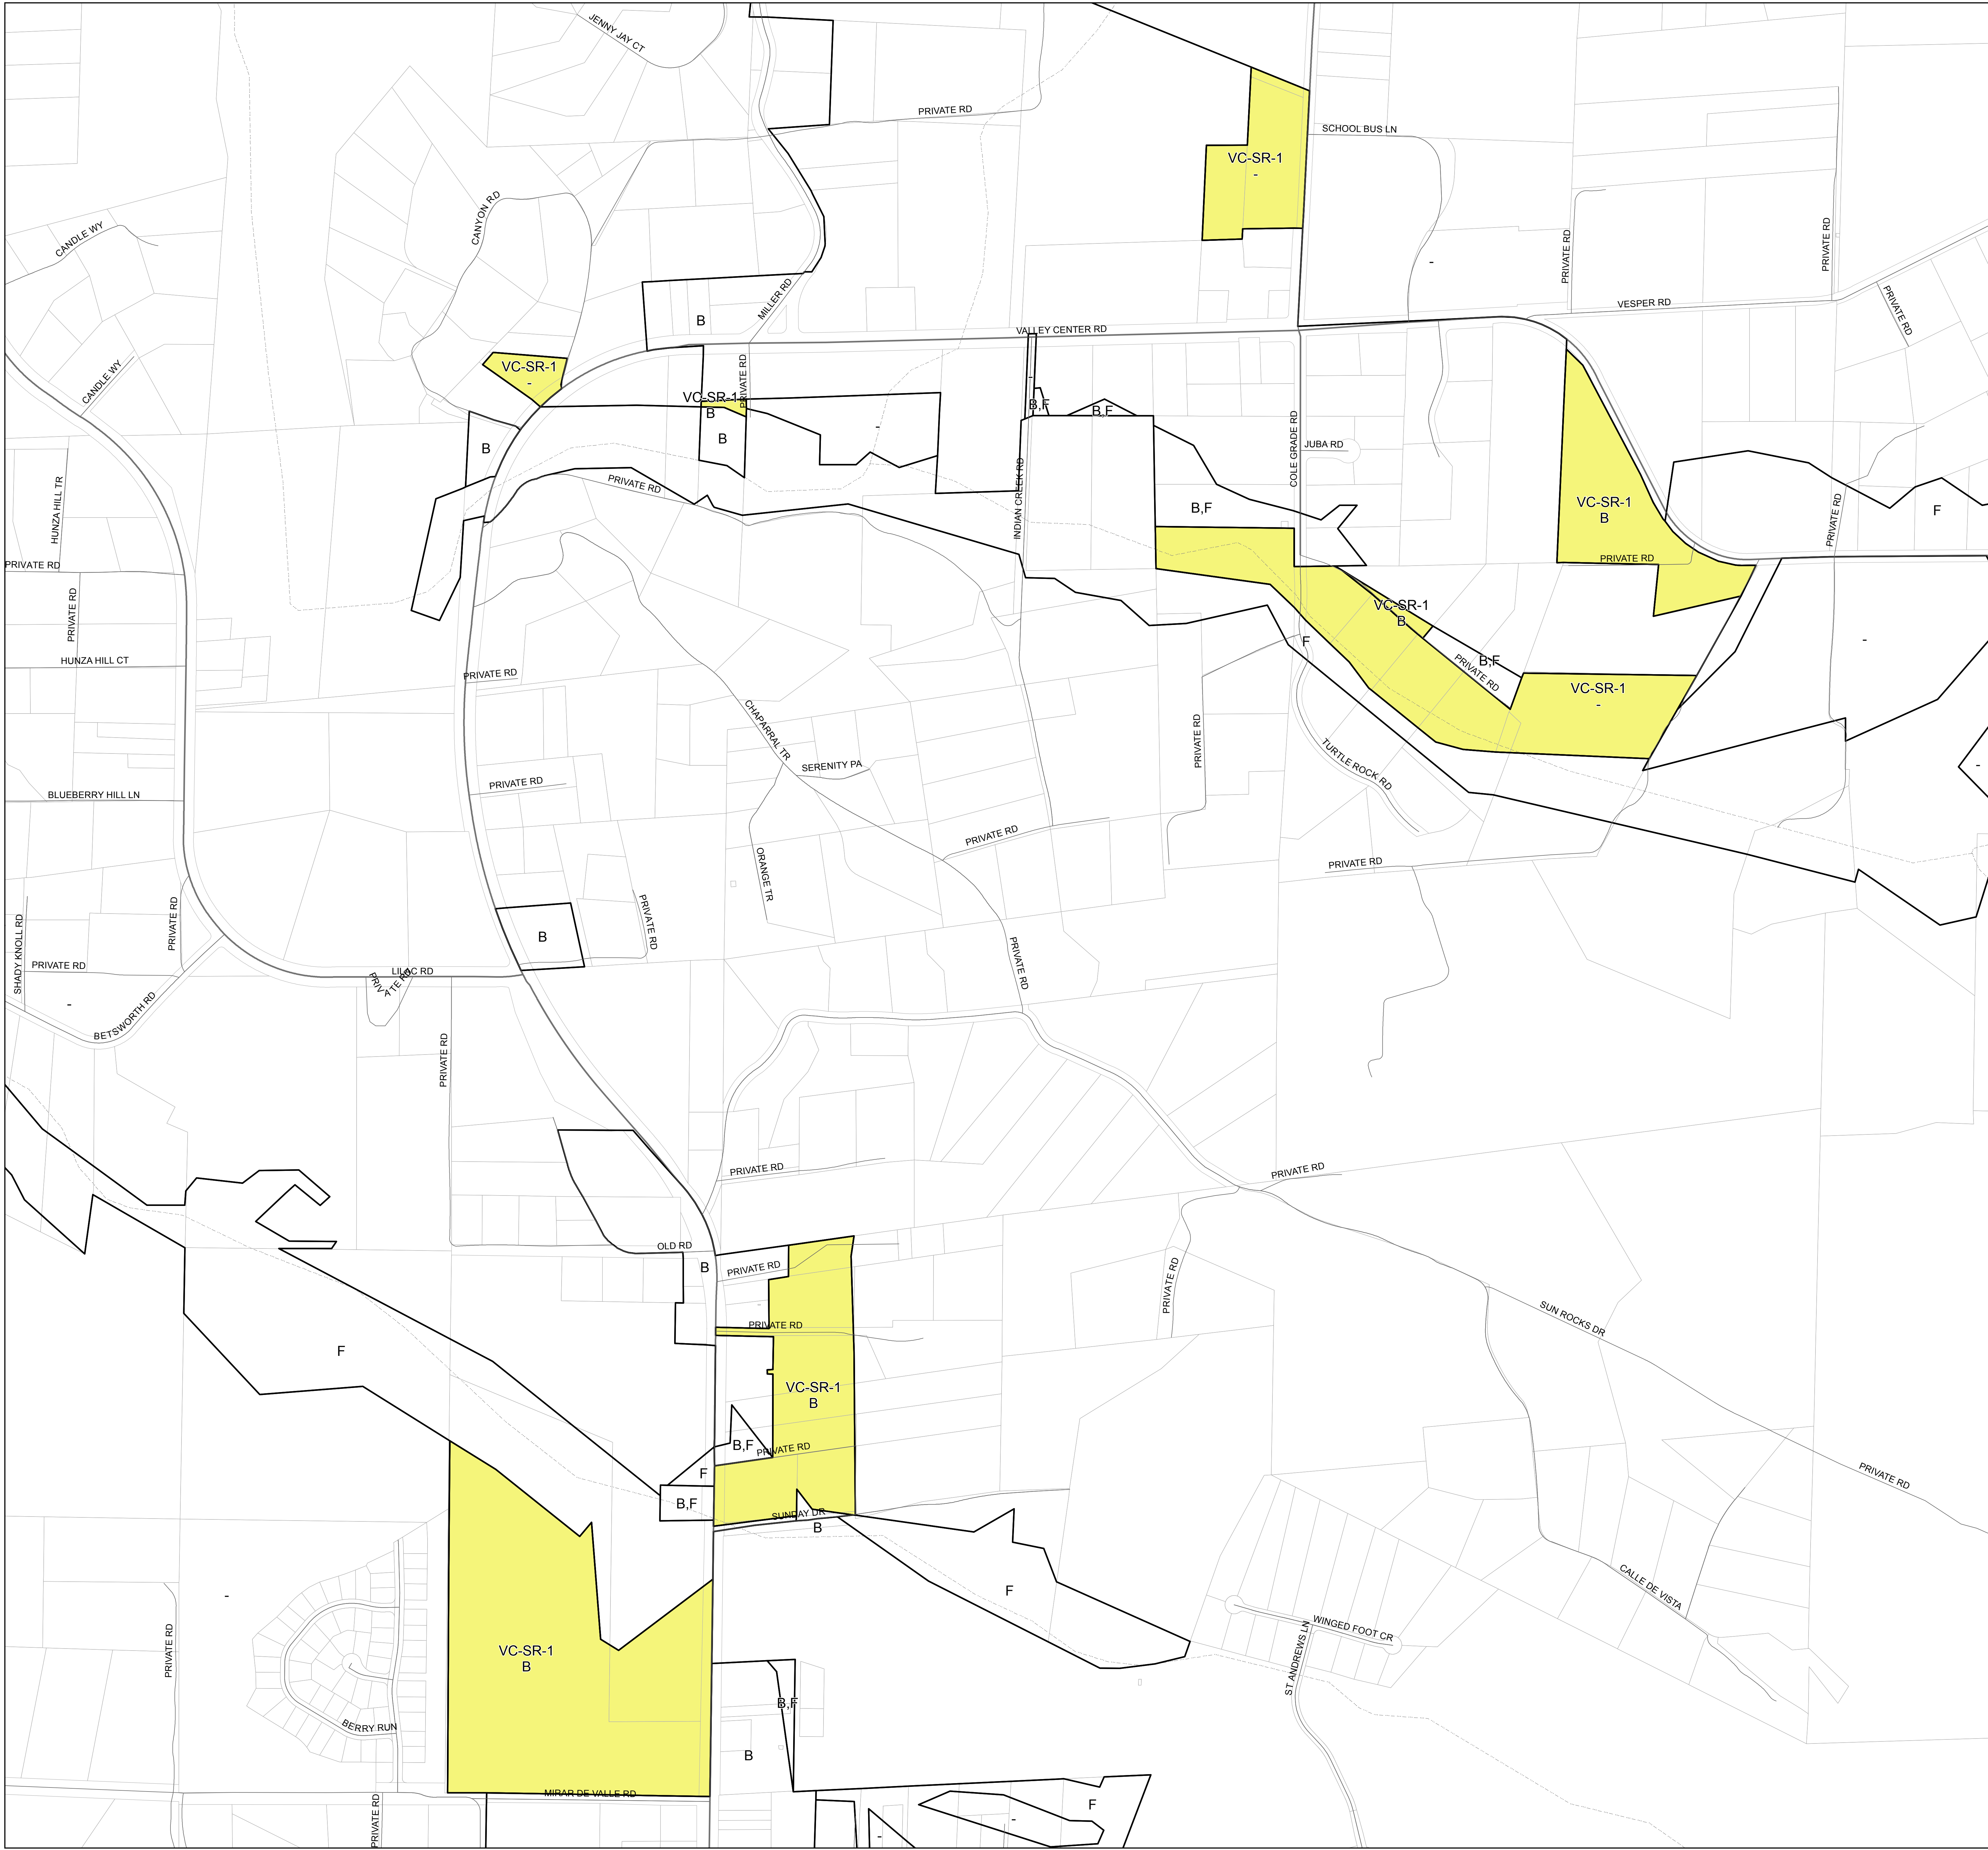 JENNY JAY CT
PRIVATE RD
SCHOOL BUS LN
VC-SR-1
-
CANYON RD
CANDLE WY
PRIVATE RD
PRIVATE RD
-
MILLER RD
VESPER RD
PRIVATE RD
B
VALLEY CENTER RD
VC-SR-1
-
CANDLE WY
PRIVATE RD
-
VC-SR-1
B
B,F
B,F
B
B
-
COLE GRADE RD
JUBA RD
HUNZA HILL TR
PRIVATE RD
INDIAN CREEK RD
B,F
VC-SR-1
B
PRIVATE RD
F
PRIVATE RD
PRIVATE RD
PRIVATE RD
VC-SR-1
B
F
-
HUNZA HILL CT
PRIVATE RD
B,F
PRIVATE RD
VC-SR-1
-
CHAPARRAL TR
PRIVATE RD
TURTLE ROCK RD
SERENITY PA
-
PRIVATE RD
BLUEBERRY HILL LN
PRIVATE RD
ORANGE TR
PRIVATE RD
PRIVATE RD
PRIVATE RD
SHADY KNOLL RD
B
PRIVATE RD
PRIVATE RD
LILAC RD
PRIVATE RD
-
BETSWORTH RD
PRIVATE RD
PRIVATE RD
PRIVATE RD
OLD RD
B
PRIVATE RD
PRIVATE RD
SUN ROCKS DR
PRIVATE RD
F
VC-SR-1
B
B,F
PRIVATE RD
F
PRIVATE RD
B,F
SUNDAY DR
B
F
CALLE DE VISTA
-
WINGED FOOT CR
PRIVATE RD
VC-SR-1
B
ST ANDREWS LN
B,F
BERRY RUN
B
MIRAR DE VALLE RD
PRIVATE RD
F
-
-